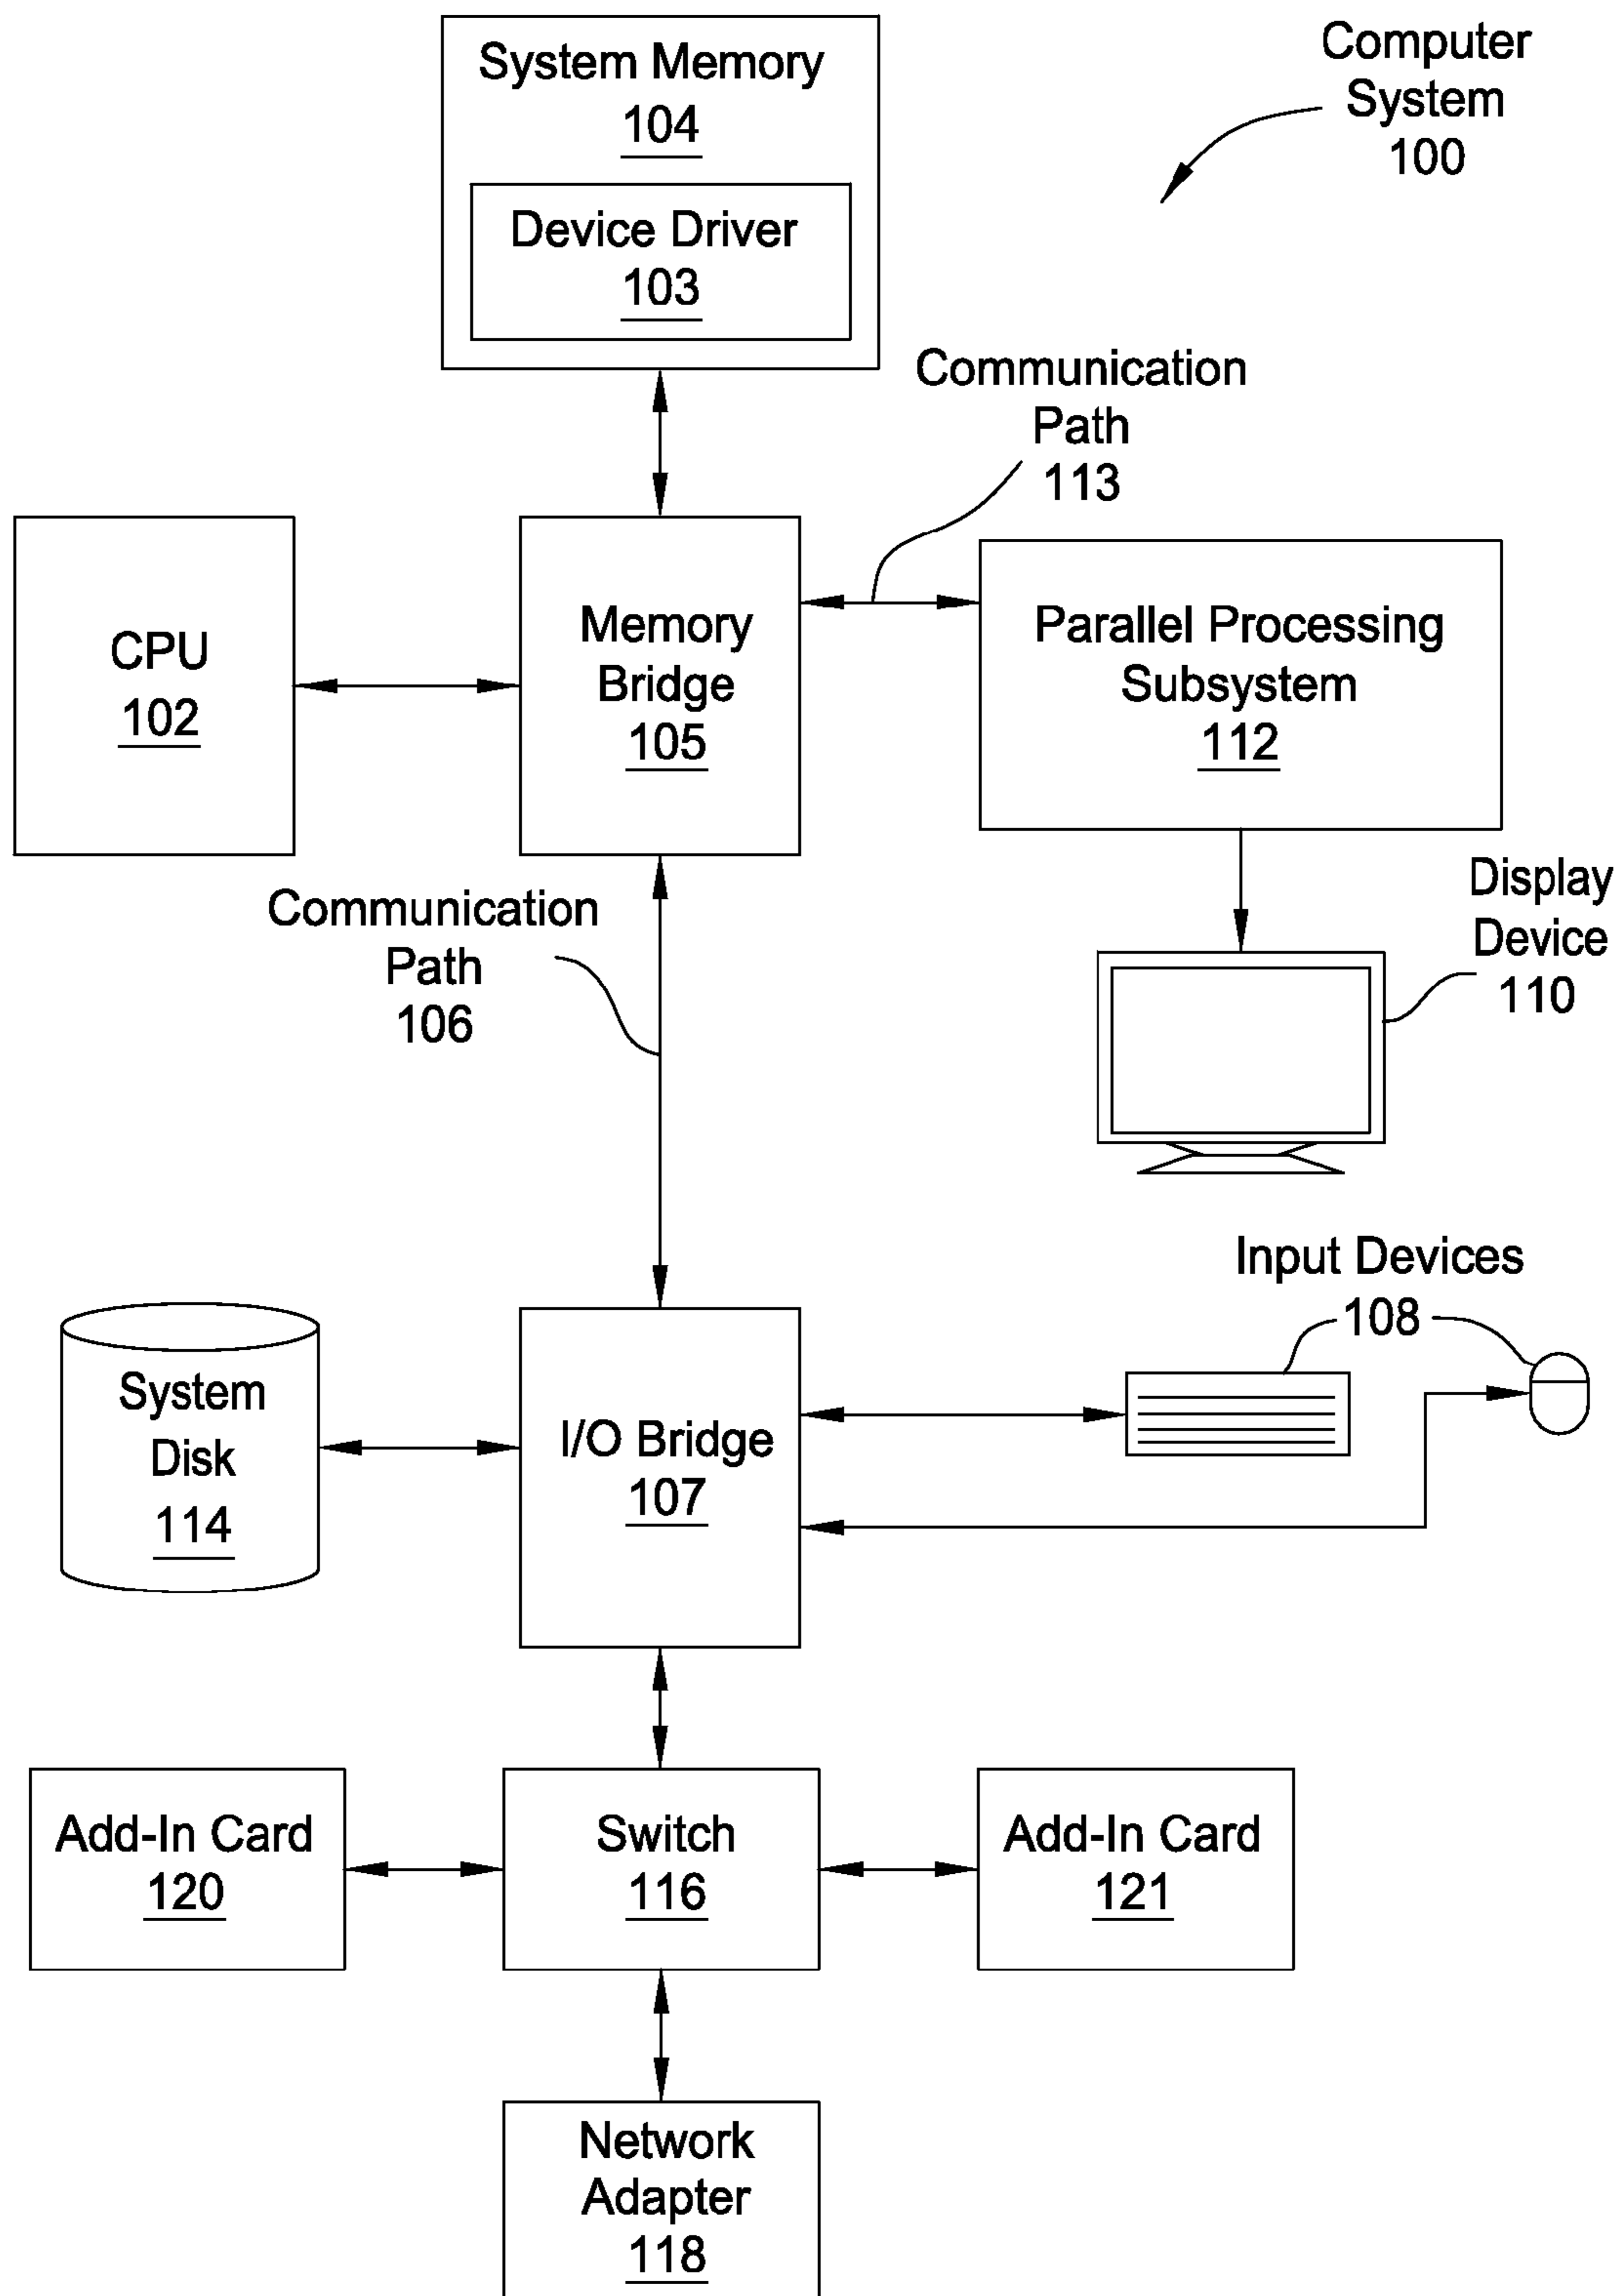 Computer
System
100
System Memory
104
Device Driver
103
Communication
Path
113
CPU
102
Memory
Bridge
105
Parallel Processing
Subsystem
112
Communication
Path
106
Display
Device
110
Input Devices
108
System
Disk
114
I/O Bridge
107
Add-In Card
120
Switch
116
Add-In Card
121
Network
Adapter
118